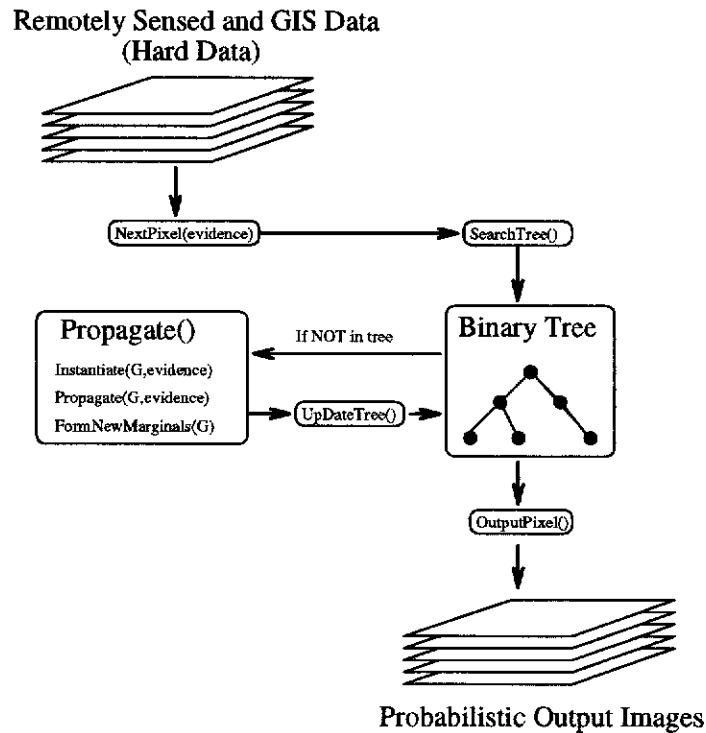 Remotely Sensed and GIS Data
(Hard Data)
NextPixel(evidence)
SearchTree()
Propagate()
Instantiate(G,evidence)
Propagate(G,evidence)
FormNewMarginals(G)
If NOT in tree
UpDateTree()
Binary Tree
OutputPixel()
Probabilistic Output Images